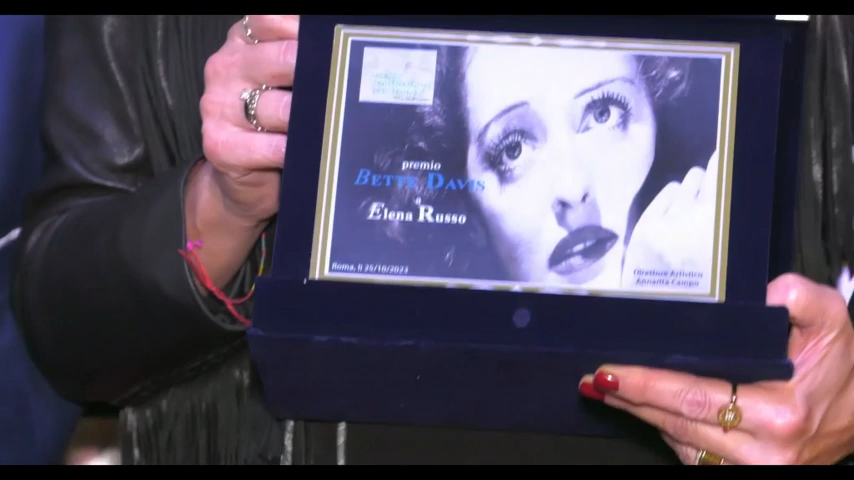 premio
BETTE DAVIS
a
Elena Russo
Roma, li 25/10/2023
Direttore Artistico
Annarita Campo